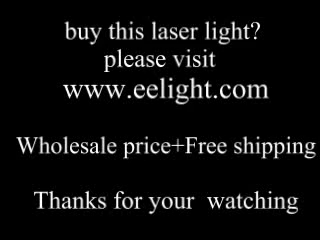 buy this laser light?
please visit
www.eelight.com
Wholesale price+Free shipping
Thanks for your watching